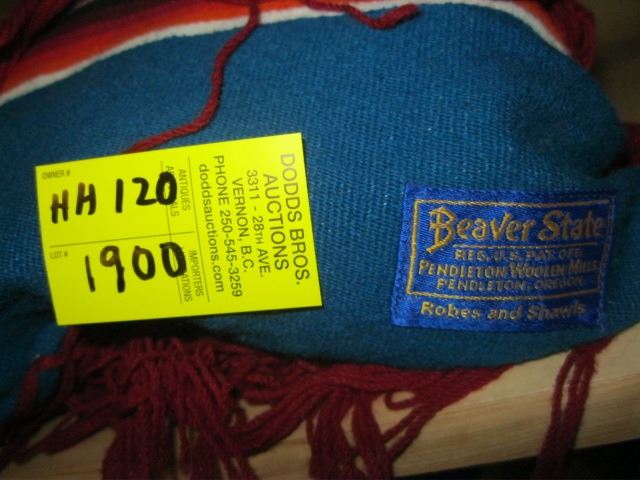 OWNER #
HH 120
LOT #
1900
ANTIQUES
IMPORTERS
DODDS BROS.
AUCTIONS
3311 - 28TH AVE.
VERNON, B.C.
PHONE 250-545-3259
doddsauctions.com
Beaver State
REG. U.S. PAT. OFF.
PENDLETON WOOLEN MILLS
PENDLETON, OREGON
Robes and Shawls